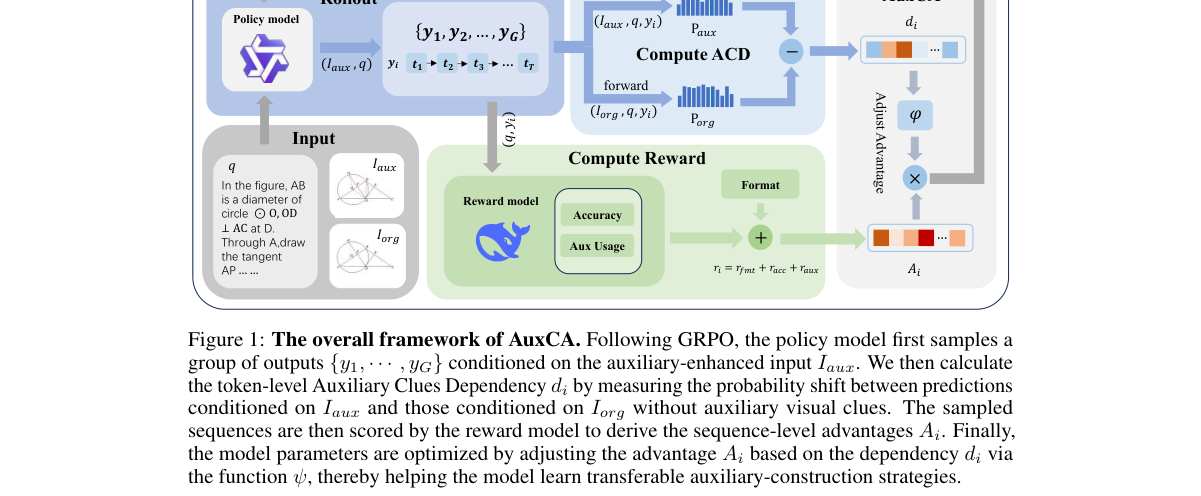 Rollout
AuxCA
Policy model
(I_aux, q)
{y_1, y_2, …, y_G}
y_i t_1 t_2 t_3 … t_T
(I_aux, q, y_i)
P_aux
Compute ACD
−
forward
(I_org, q, y_i)
P_org
d_i
…
Adjust Advantage
φ
×
…
A_i
(q, y_i)
Input
q
In the figure, AB
is a diameter of
circle ⊙ O, OD
⊥ AC at D.
Through A,draw
the tangent
AP … …
I_aux
I_org
Compute Reward
Reward model
Accuracy
Aux Usage
Format
+
r_i = r_fmt + r_acc + r_aux
Figure 1: The overall framework of AuxCA. Following GRPO, the policy model first samples a
group of outputs {y_1, ⋯ , y_G} conditioned on the auxiliary-enhanced input I_aux. We then calculate
the token-level Auxiliary Clues Dependency d_i by measuring the probability shift between predictions
conditioned on I_aux and those conditioned on I_org without auxiliary visual clues. The sampled
sequences are then scored by the reward model to derive the sequence-level advantages A_i. Finally,
the model parameters are optimized by adjusting the advantage A_i based on the dependency d_i via
the function ψ, thereby helping the model learn transferable auxiliary-construction strategies.